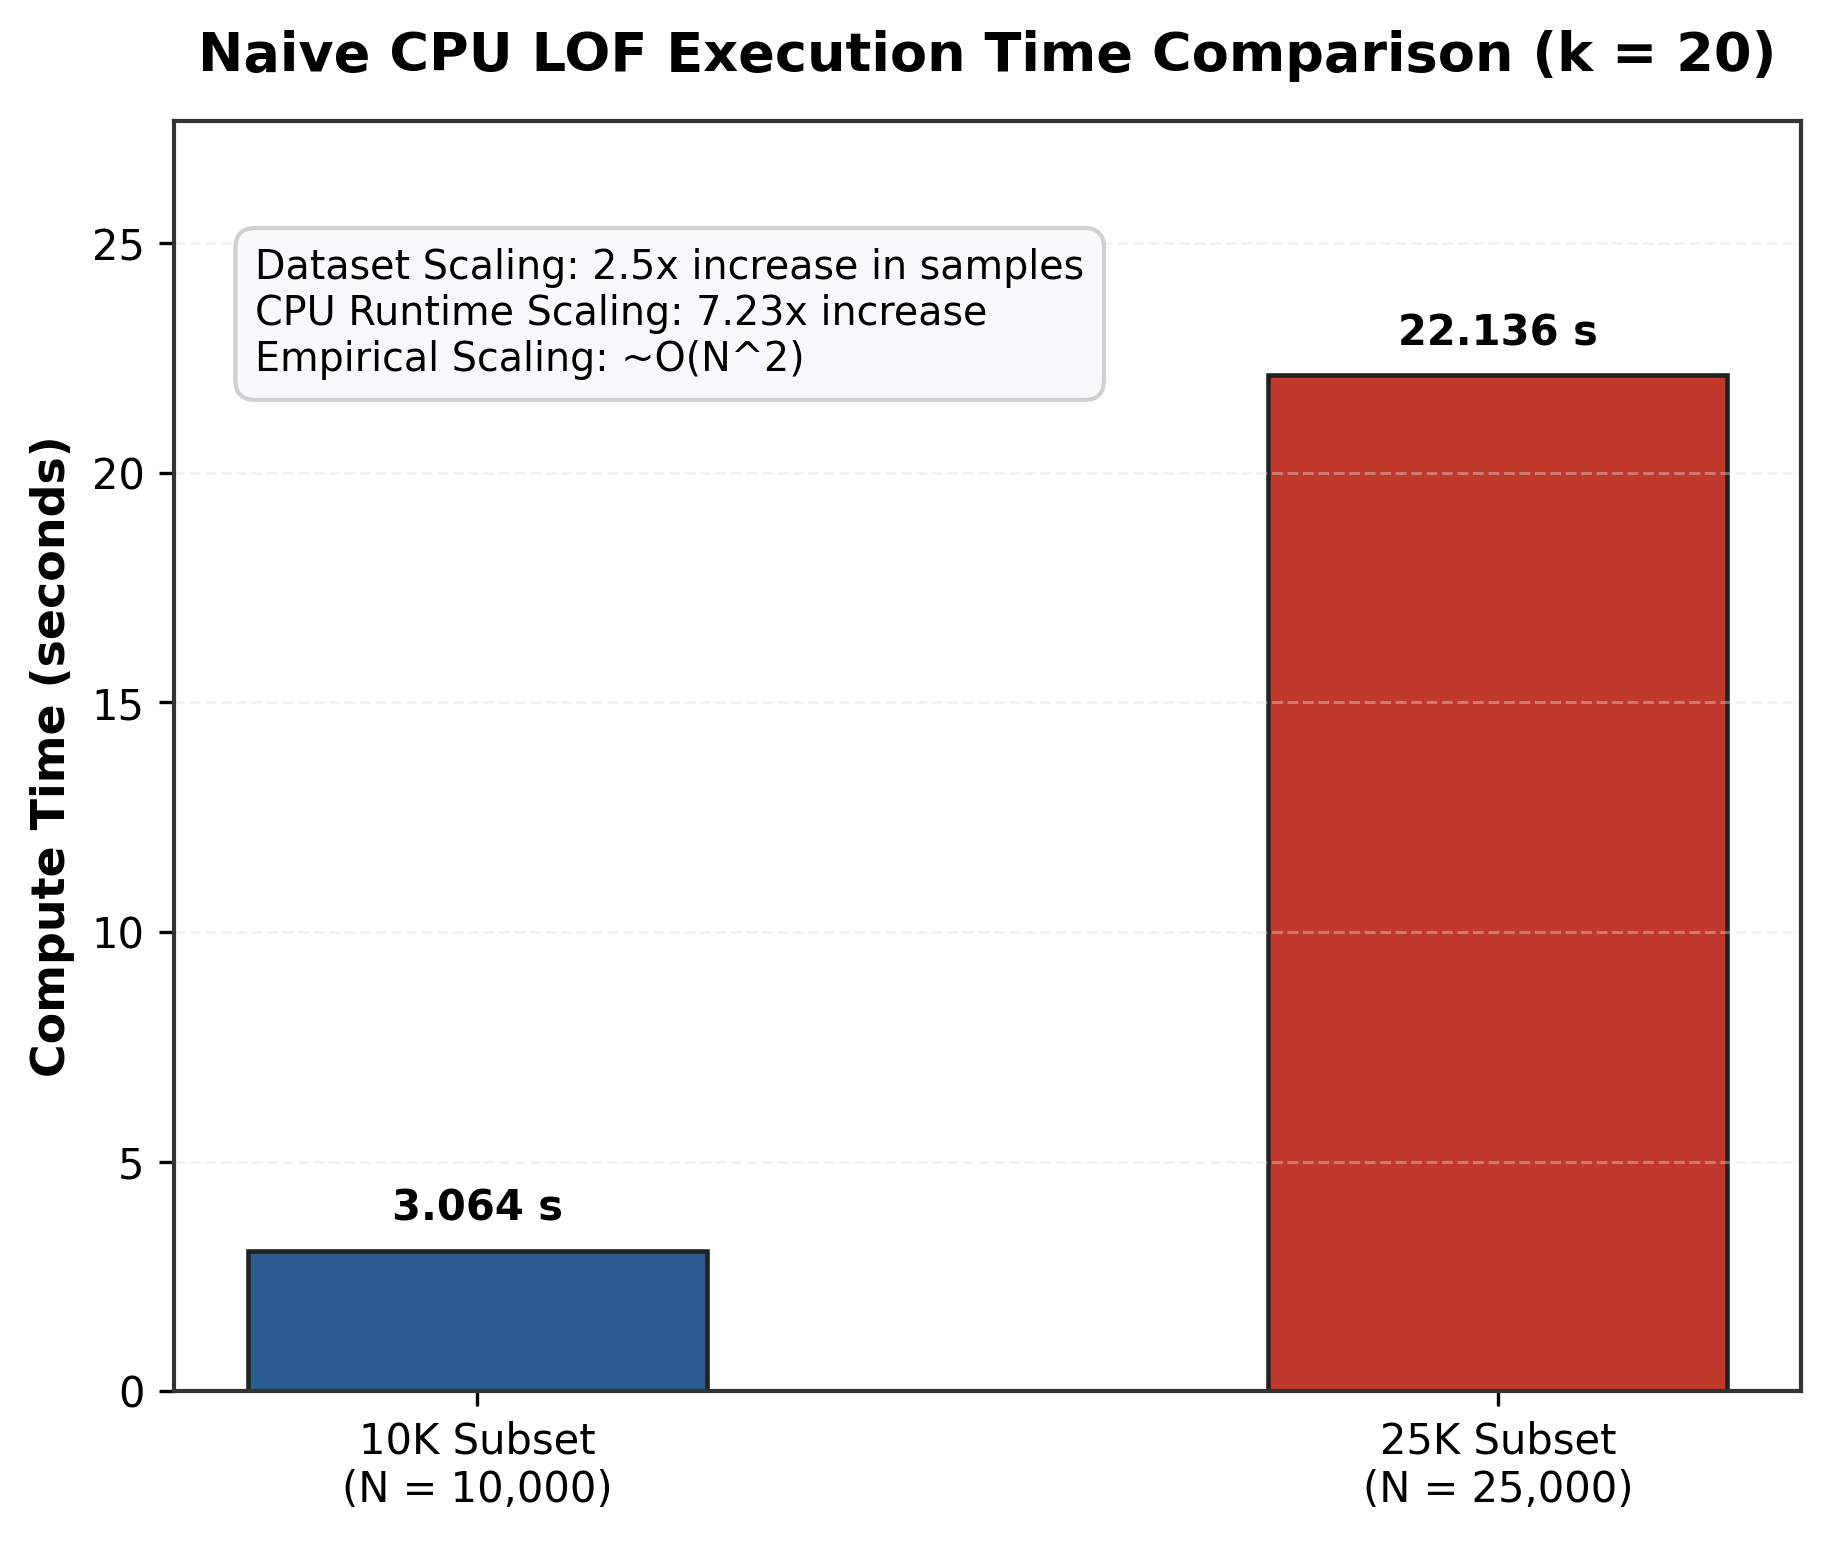 Naive CPU LOF Execution Time Comparison (k = 20)
Compute Time (seconds)
25
20
15
10
5
0
Dataset Scaling: 2.5x increase in samples
CPU Runtime Scaling: 7.23x increase
Empirical Scaling: ~O(N^2)
22.136 s
3.064 s
10K Subset
(N = 10,000)
25K Subset
(N = 25,000)